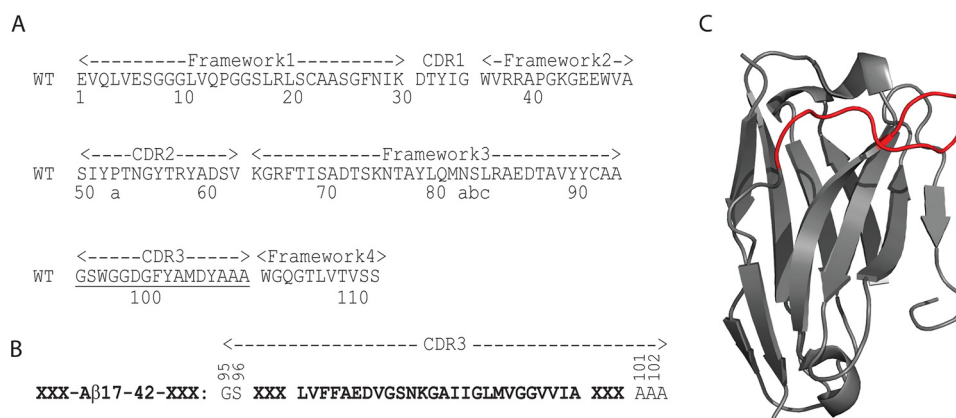 A
C
<---------Framework1---------> CDR1 <-Framework2->
WT EVQLVESGGGLVQPGGSLRLSCAASGFNIK DTYIG WVRRAPGKGEEWVA
1 10 20 30 40
<----CDR2----> <-----------Framework3----------->
WT SIYPTNGYTRYADSV KGRFTISADTSKNTAYLQMNSLRAEDTAVYYCAA
50 a 60 70 80 abc 90
<-----CDR3-----> <Framework4>
WT GSWGGDGFYAMDYAAA WGQGTLVTVSS
100 110
B
<----------------CDR3---------------->
95 96 101 102
XXX-Aβ17-42-XXX: GS XXX LVFFAEDVGSNKGAIIGLMVGGVVIA XXX AAA